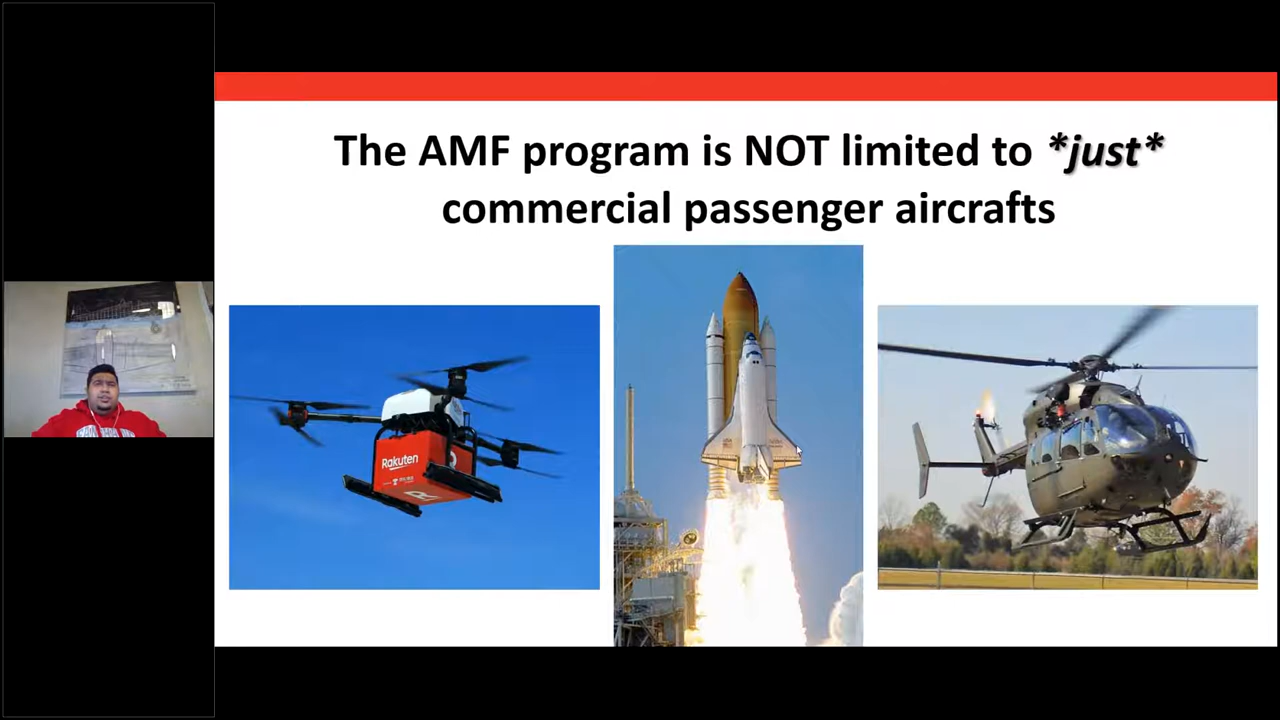 The AMF program is NOT limited to *just*
commercial passenger aircrafts
Rakuten